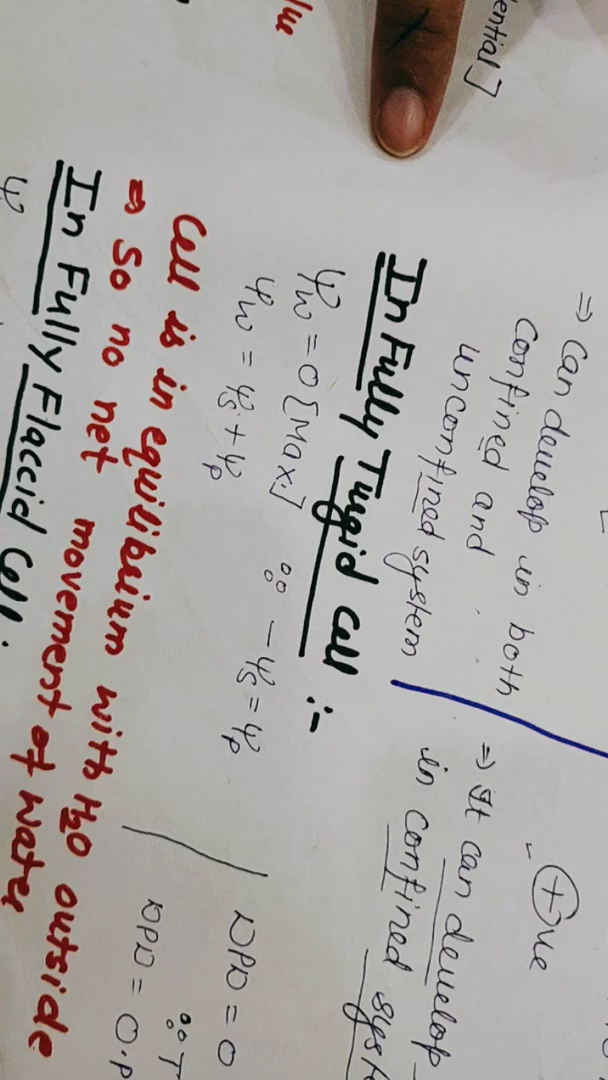 ential]
lue
⇒ Can develop in both
confined and
unconfined system
+ve
⇒ It can develop
in confined
In Fully Turgid cell :-
Ψw = 0 [Max.]
Ψw = Ψs + Ψp
∴ -Ψs = Ψp
DPD = 0
∴ T
DPD = O.P
Cell is in equilibrium with H2O outside
⇒ So no net movement of water
In Fully Flaccid Cell:
Ψ